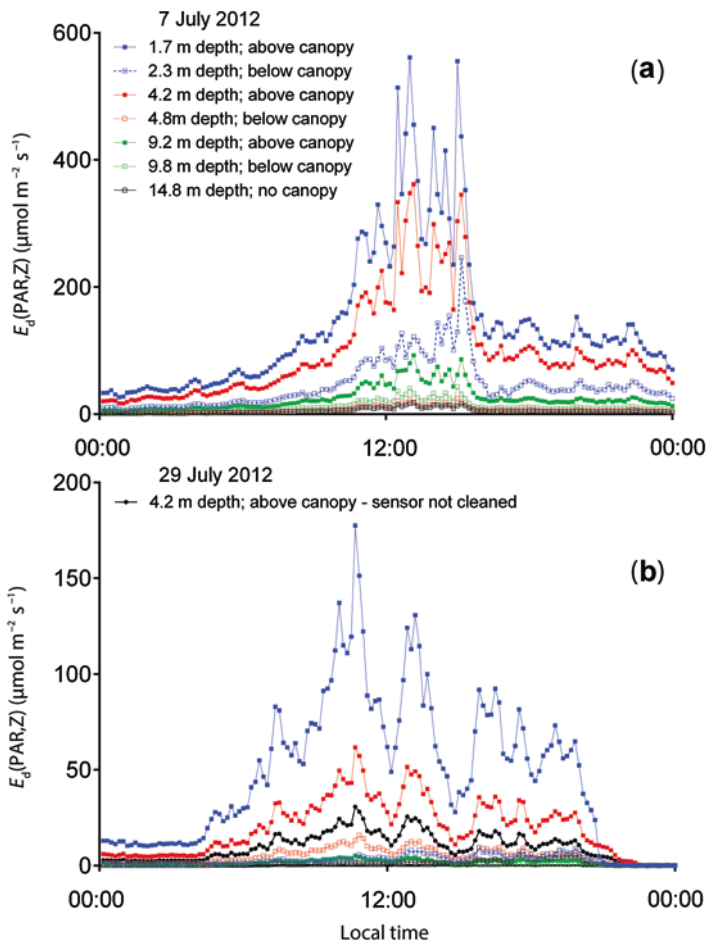 7 July 2012
600
1.7 m depth; above canopy
2.3 m depth; below canopy
4.2 m depth; above canopy
4.8m depth; below canopy
9.2 m depth; above canopy
9.8 m depth; below canopy
14.8 m depth; no canopy
(a)
400
200
0
Ed(PAR,Z) (µmol m−2 s−1)
00:00
12:00
00:00
29 July 2012
200
4.2 m depth; above canopy - sensor not cleaned
(b)
150
100
50
0
Ed(PAR,Z) (µmol m−2 s−1)
00:00
12:00
00:00
Local time